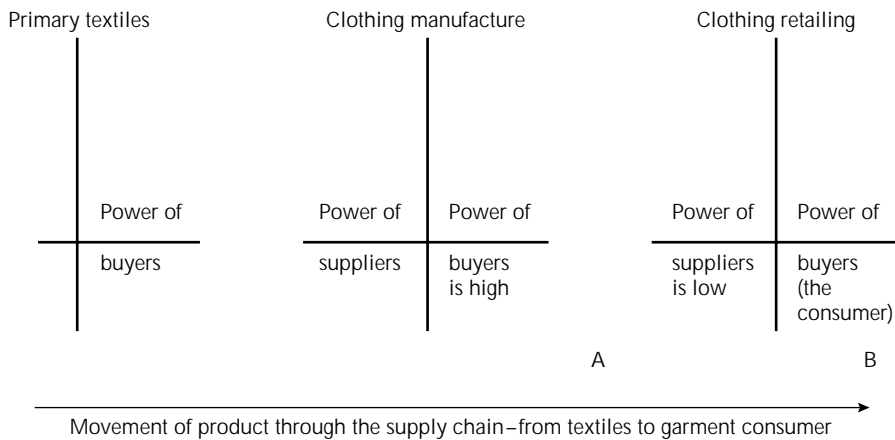 Primary textiles
Clothing manufacture
Clothing retailing
Power of
buyers
Power of
suppliers
Power of
buyers
is high
Power of
suppliers
is low
Power of
buyers
(the
consumer)
A
B
Movement of product through the supply chain–from textiles to garment consumer